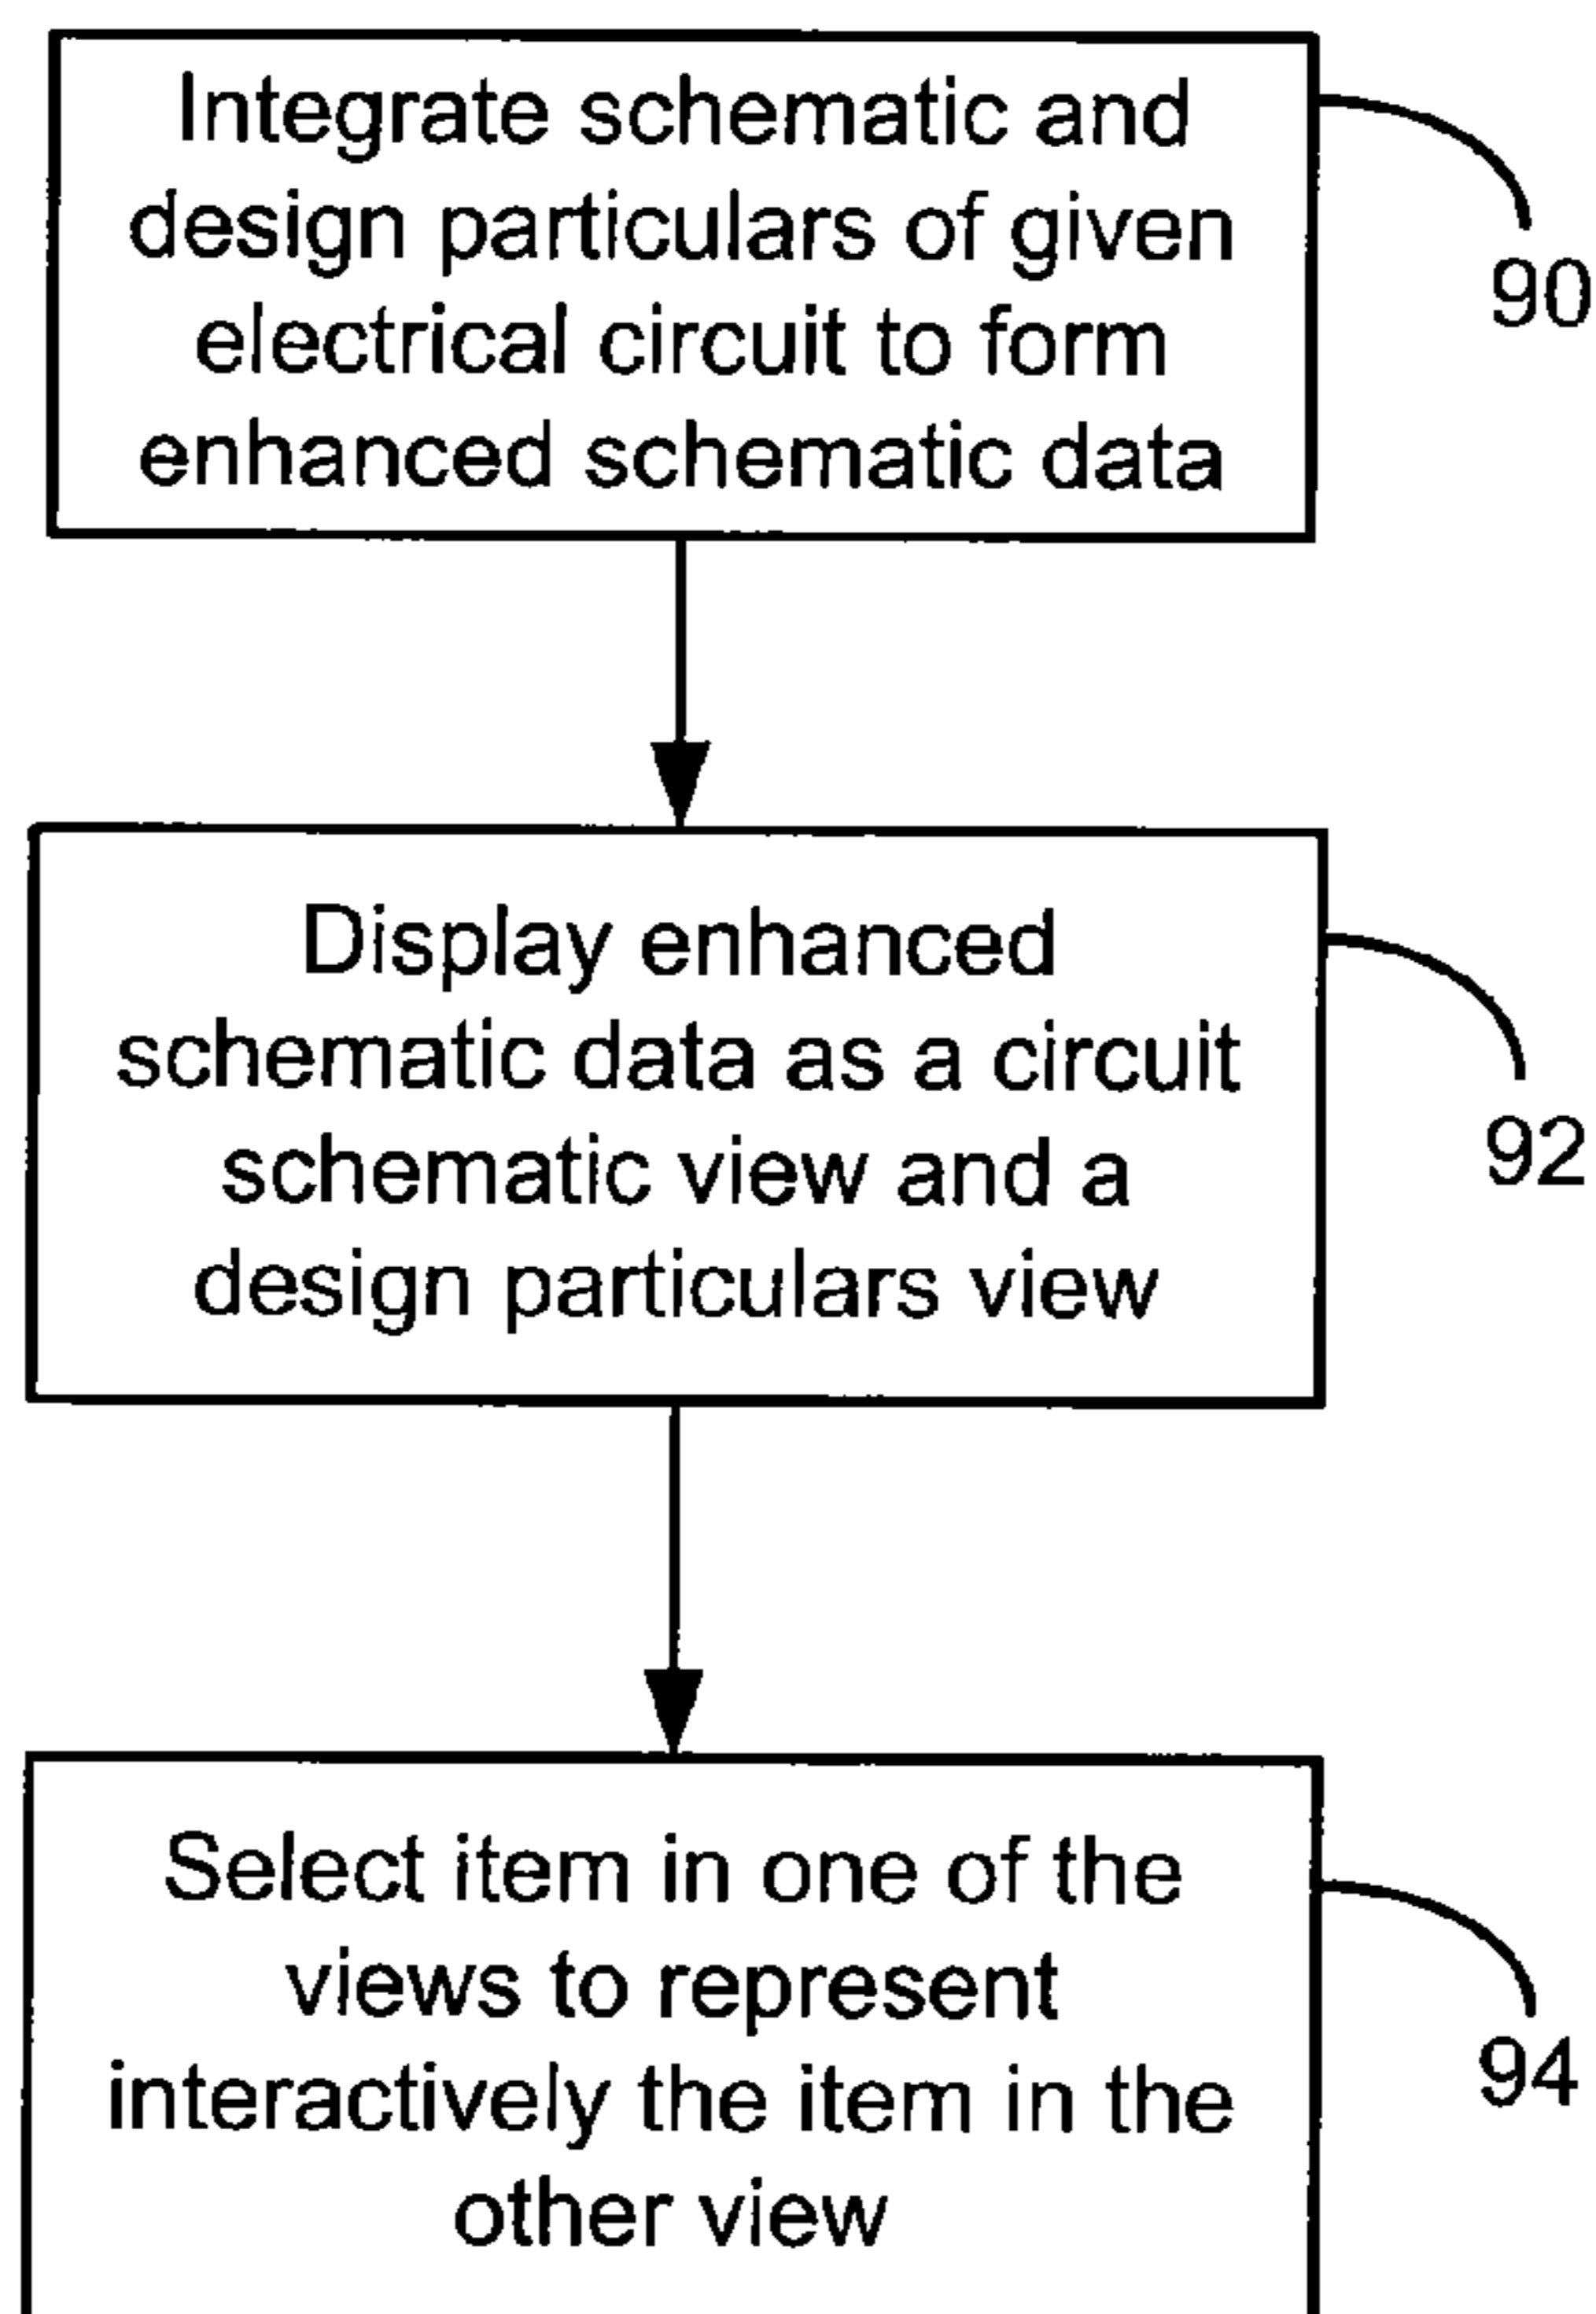 Integrate schematic and
design particulars of given
electrical circuit to form
enhanced schematic data
90
Display enhanced
schematic data as a circuit
schematic view and a
design particulars view
92
Select item in one of the
views to represent
interactively the item in the
other view
94